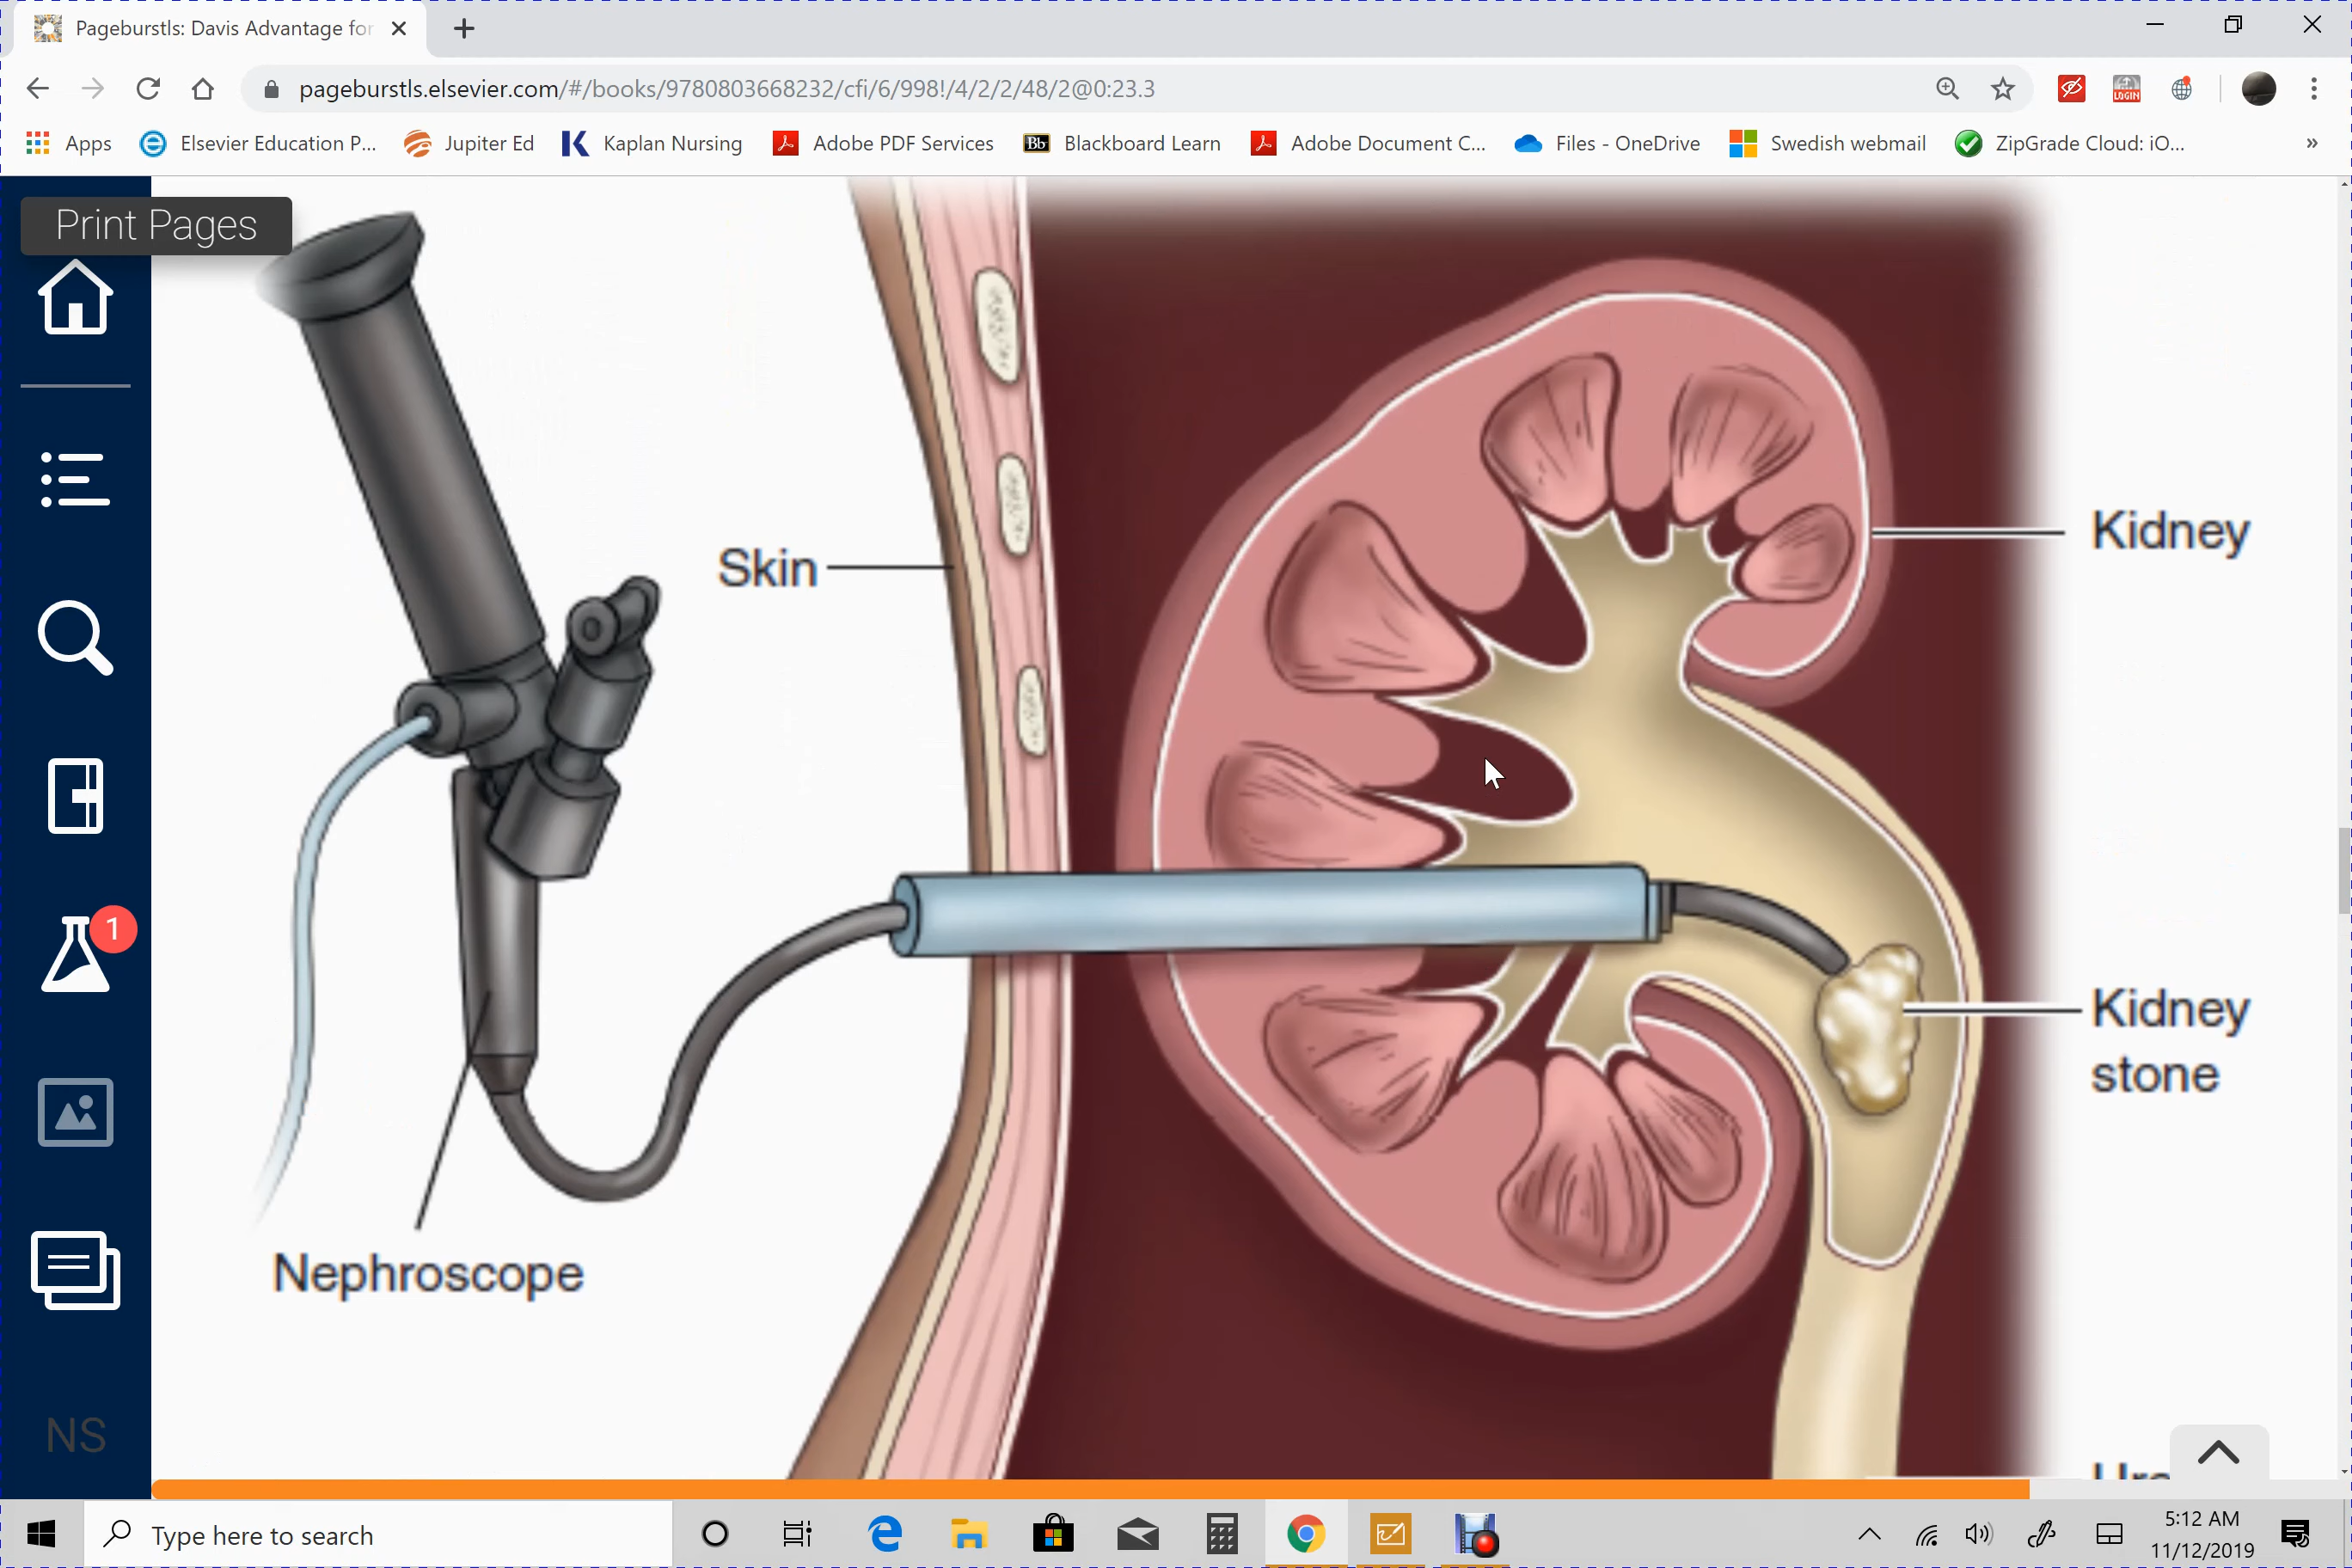 Pageburstls: Davis Advantage for
pageburstls.elsevier.com/#/books/9780803668232/cfi/6/998!/4/2/2/48/2@0:23.3
LOGIN
Apps
Elsevier Education P...
Jupiter Ed
Kaplan Nursing
Adobe PDF Services
Bb
Blackboard Learn
Adobe Document C...
Files - OneDrive
Swedish webmail
ZipGrade Cloud: iO...
»
Print Pages
Skin
Kidney
1
Kidney
stone
Nephroscope
NS
Type here to search
5:12 AM
11/12/2019